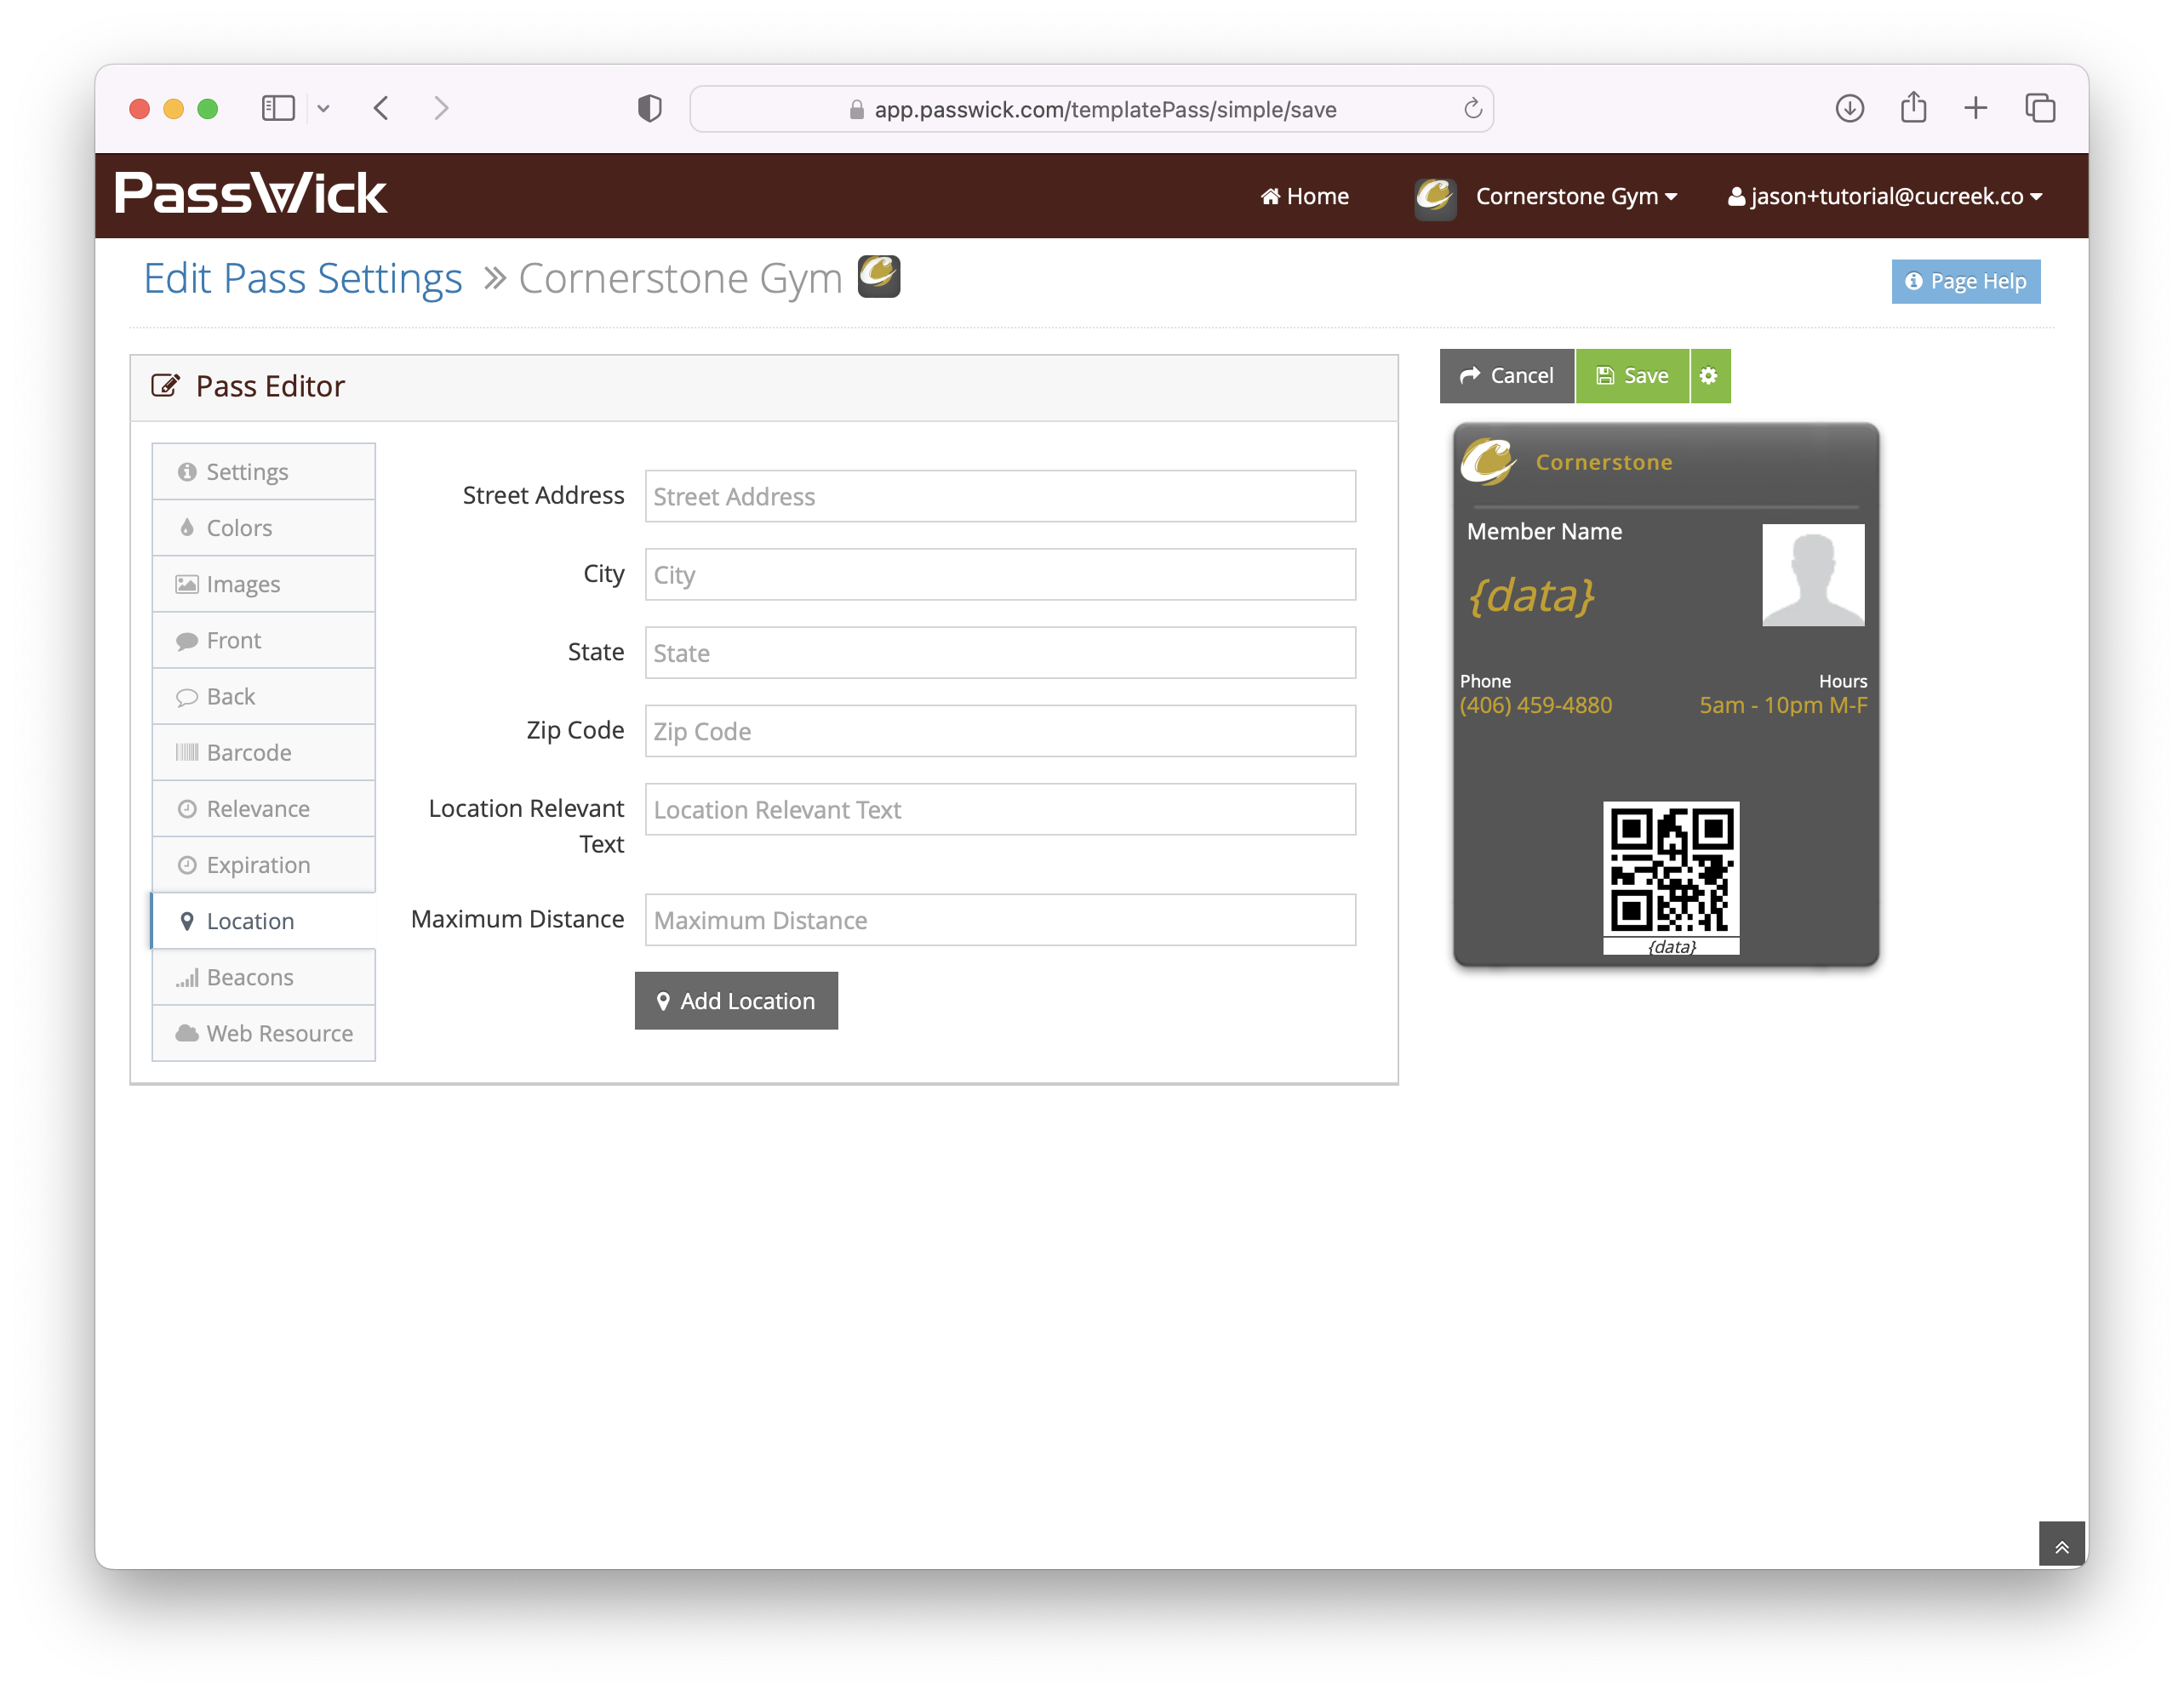 app.passwick.com/templatePass/simple/save
PassWick
Home
Cornerstone Gym
jason+tutorial@cucreek.co
Edit Pass Settings » Cornerstone Gym
Page Help
Pass Editor
Cancel
Save
Settings
Colors
Images
Front
Back
Barcode
Relevance
Expiration
Location
Beacons
Web Resource
Street Address
Street Address
City
City
State
State
Zip Code
Zip Code
Location Relevant
Text
Location Relevant Text
Maximum Distance
Maximum Distance
Add Location
Cornerstone
Member Name
{data}
Phone
Hours
(406) 459-4880
5am - 10pm M-F
{data}